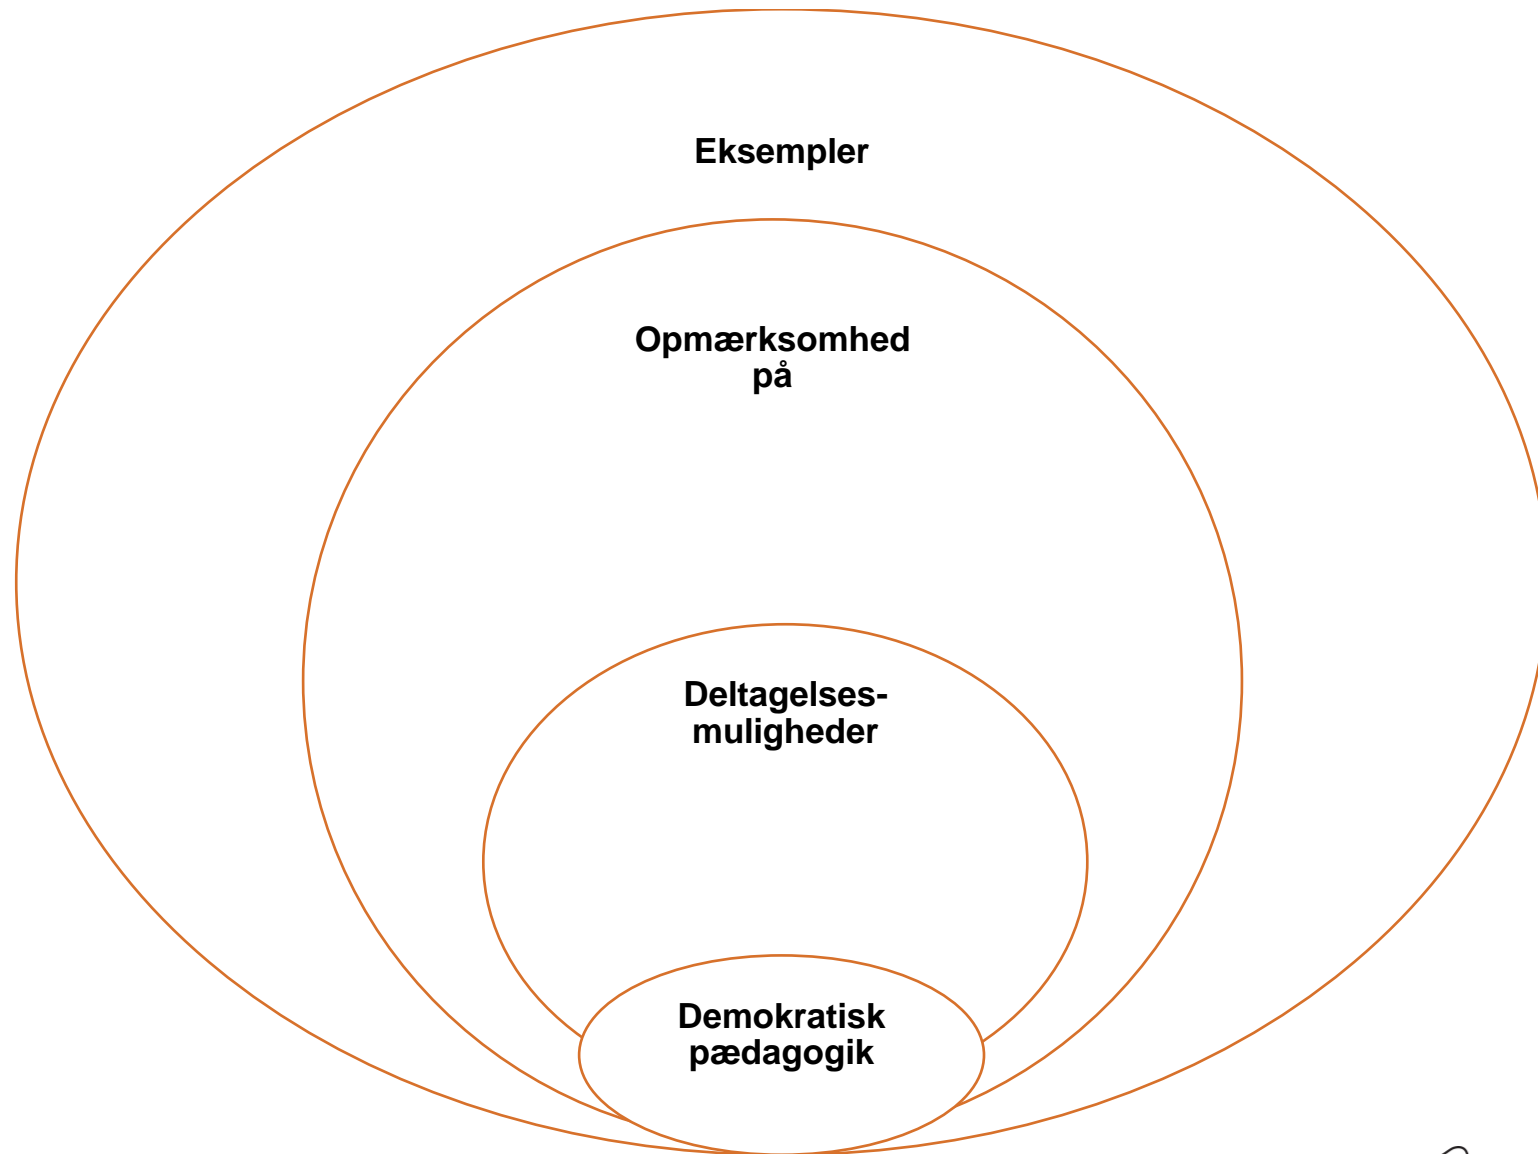 Eksempler
Opmærksomhed
på
Deltagelses-
muligheder
Demokratisk
pædagogik